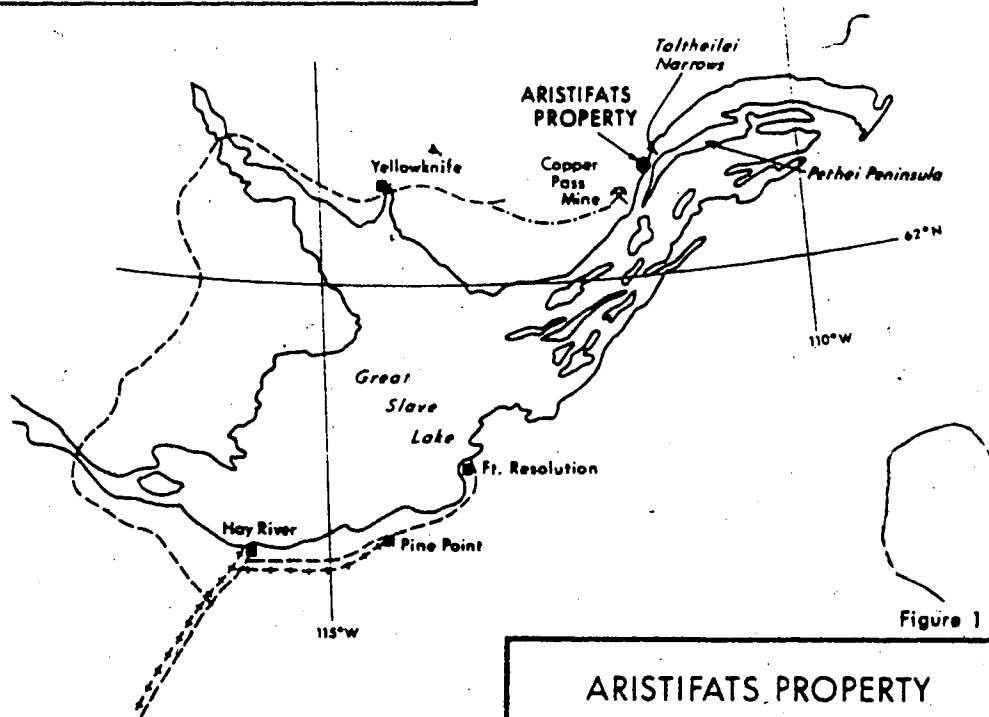 Taltheilei
Narrows
ARISTIFATS
PROPERTY
Copper
Pass
Mine
Yellowknife
Pethei Peninsula
62°N
110°W
Great
Slave
Lake
Ft. Resolution
Hay River
Pine Point
115°W
Figure 1
ARISTIFATS PROPERTY